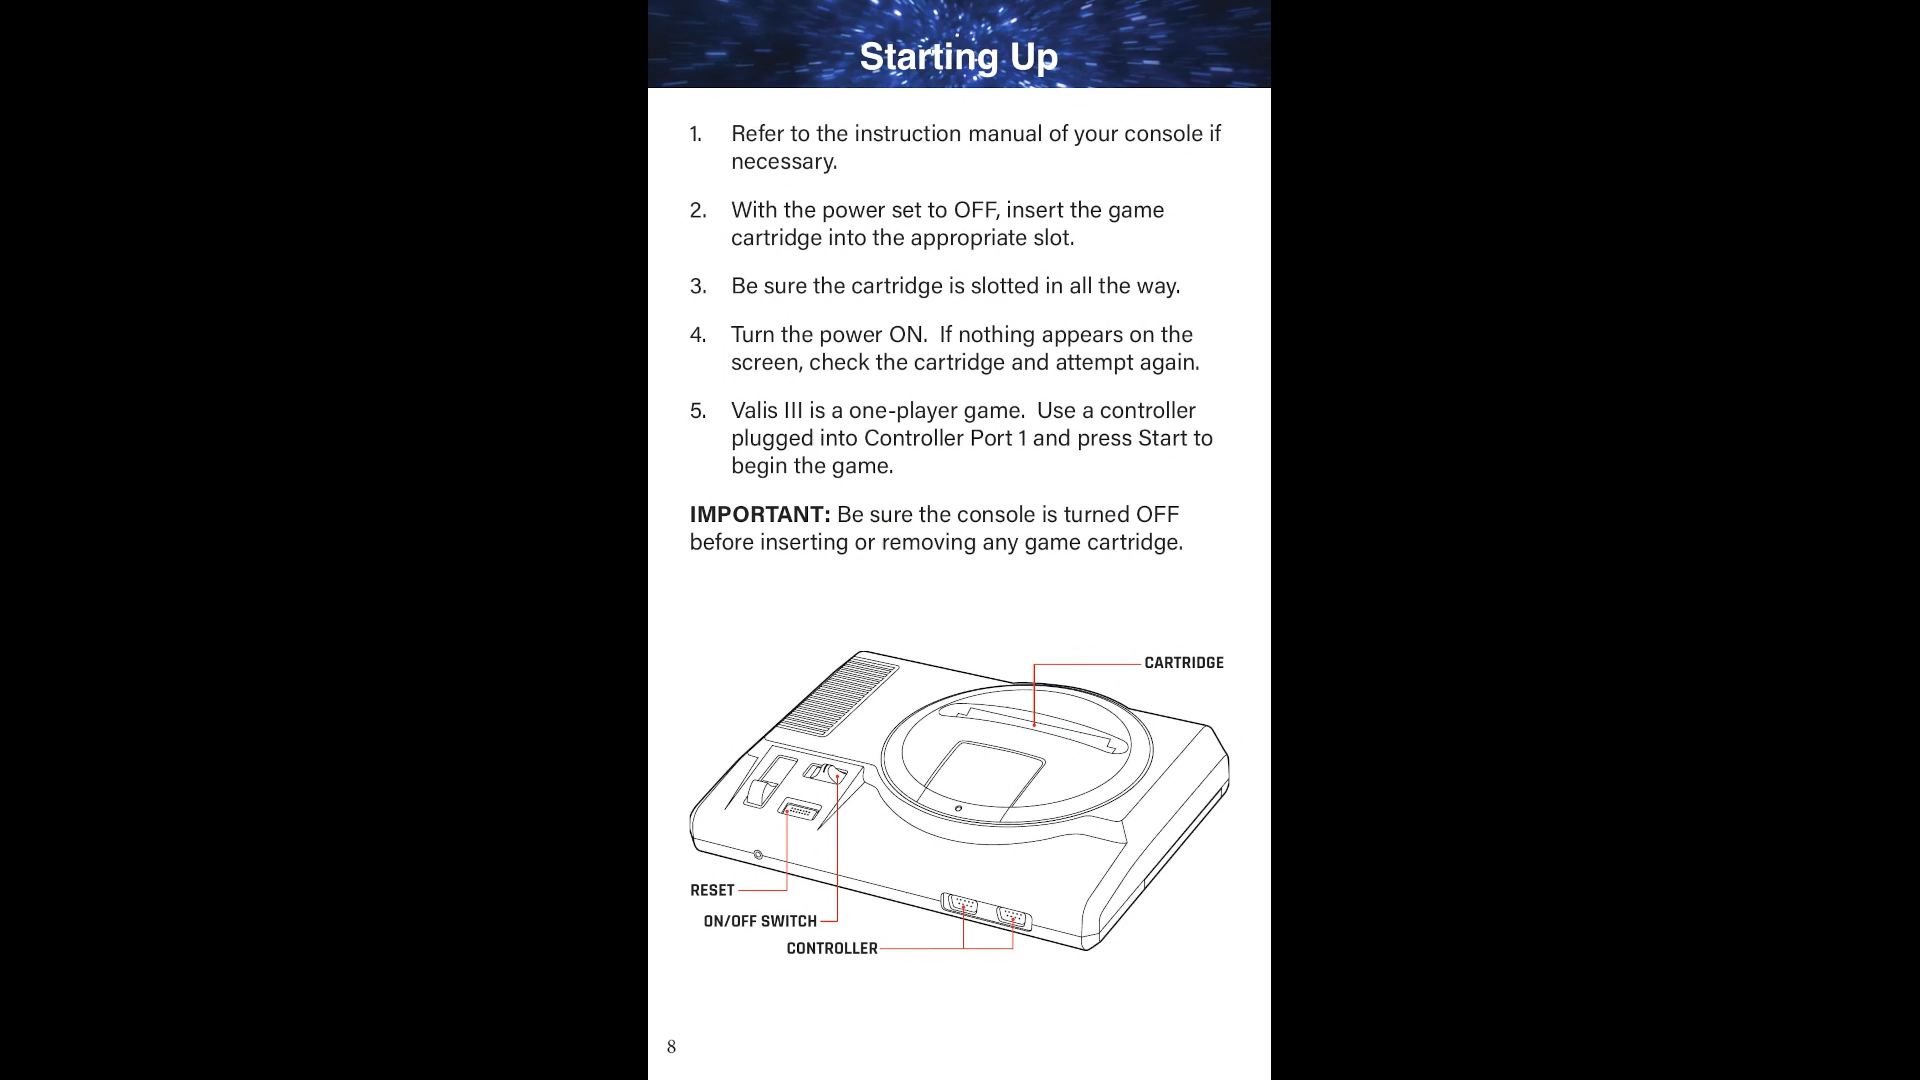 Starting Up
1. Refer to the instruction manual of your console if
necessary.
2. With the power set to OFF, insert the game
cartridge into the appropriate slot.
3. Be sure the cartridge is slotted in all the way.
4. Turn the power ON.  If nothing appears on the
screen, check the cartridge and attempt again.
5. Valis III is a one-player game.  Use a controller
plugged into Controller Port 1 and press Start to
begin the game.
IMPORTANT: Be sure the console is turned OFF
before inserting or removing any game cartridge.
CARTRIDGE
RESET
ON/OFF SWITCH
CONTROLLER
8